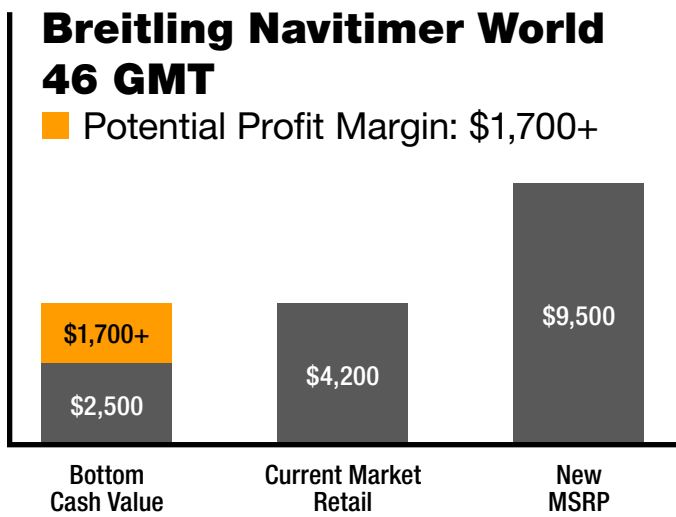 Breitling Navitimer World
46 GMT
Potential Profit Margin: $1,700+
$1,700+
$2,500
$4,200
$9,500
Bottom
Cash Value
Current Market
Retail
New
MSRP